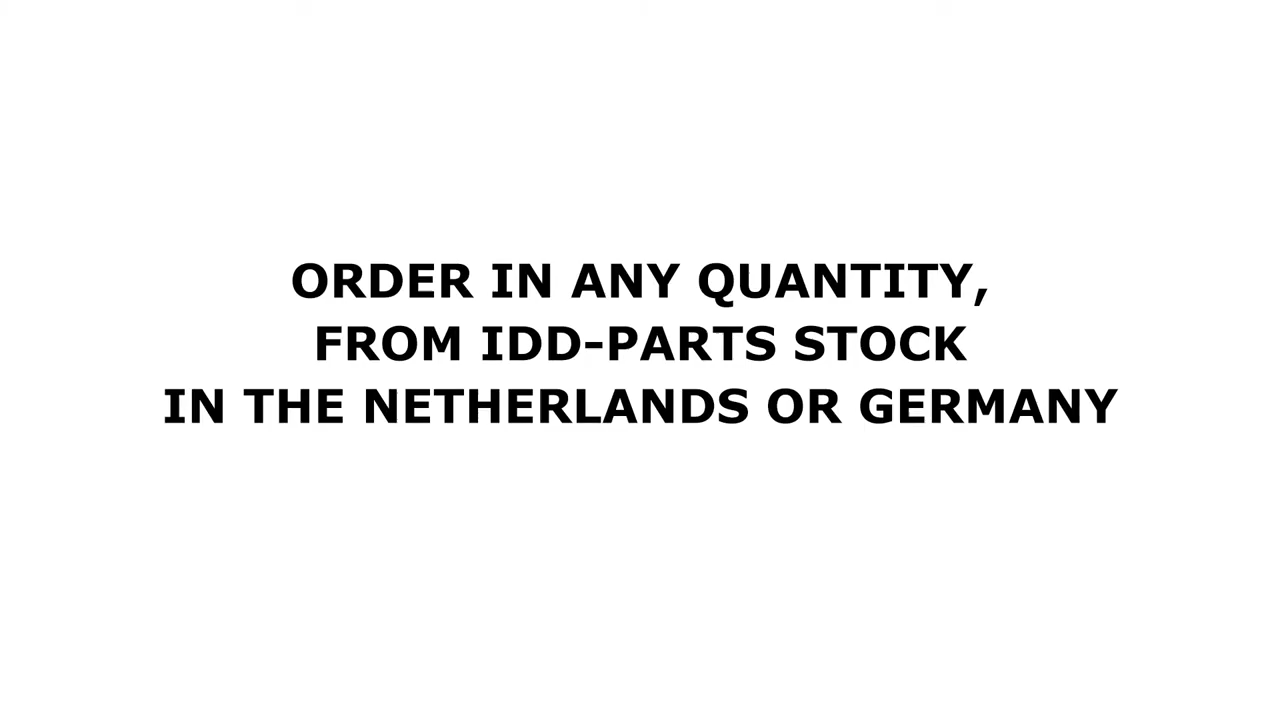 ORDER IN ANY QUANTITY,
FROM IDD-PARTS STOCK
IN THE NETHERLANDS OR GERMANY